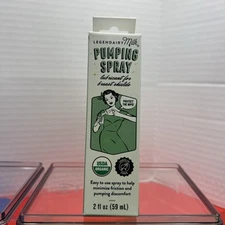 LEGENDAIRY Milk
PUMPING
SPRAY
lubricant for
breast shields
USDA
ORGANIC
Easy to use spray to help
minimize friction and
pumping discomfort
2 fl oz (59 mL)